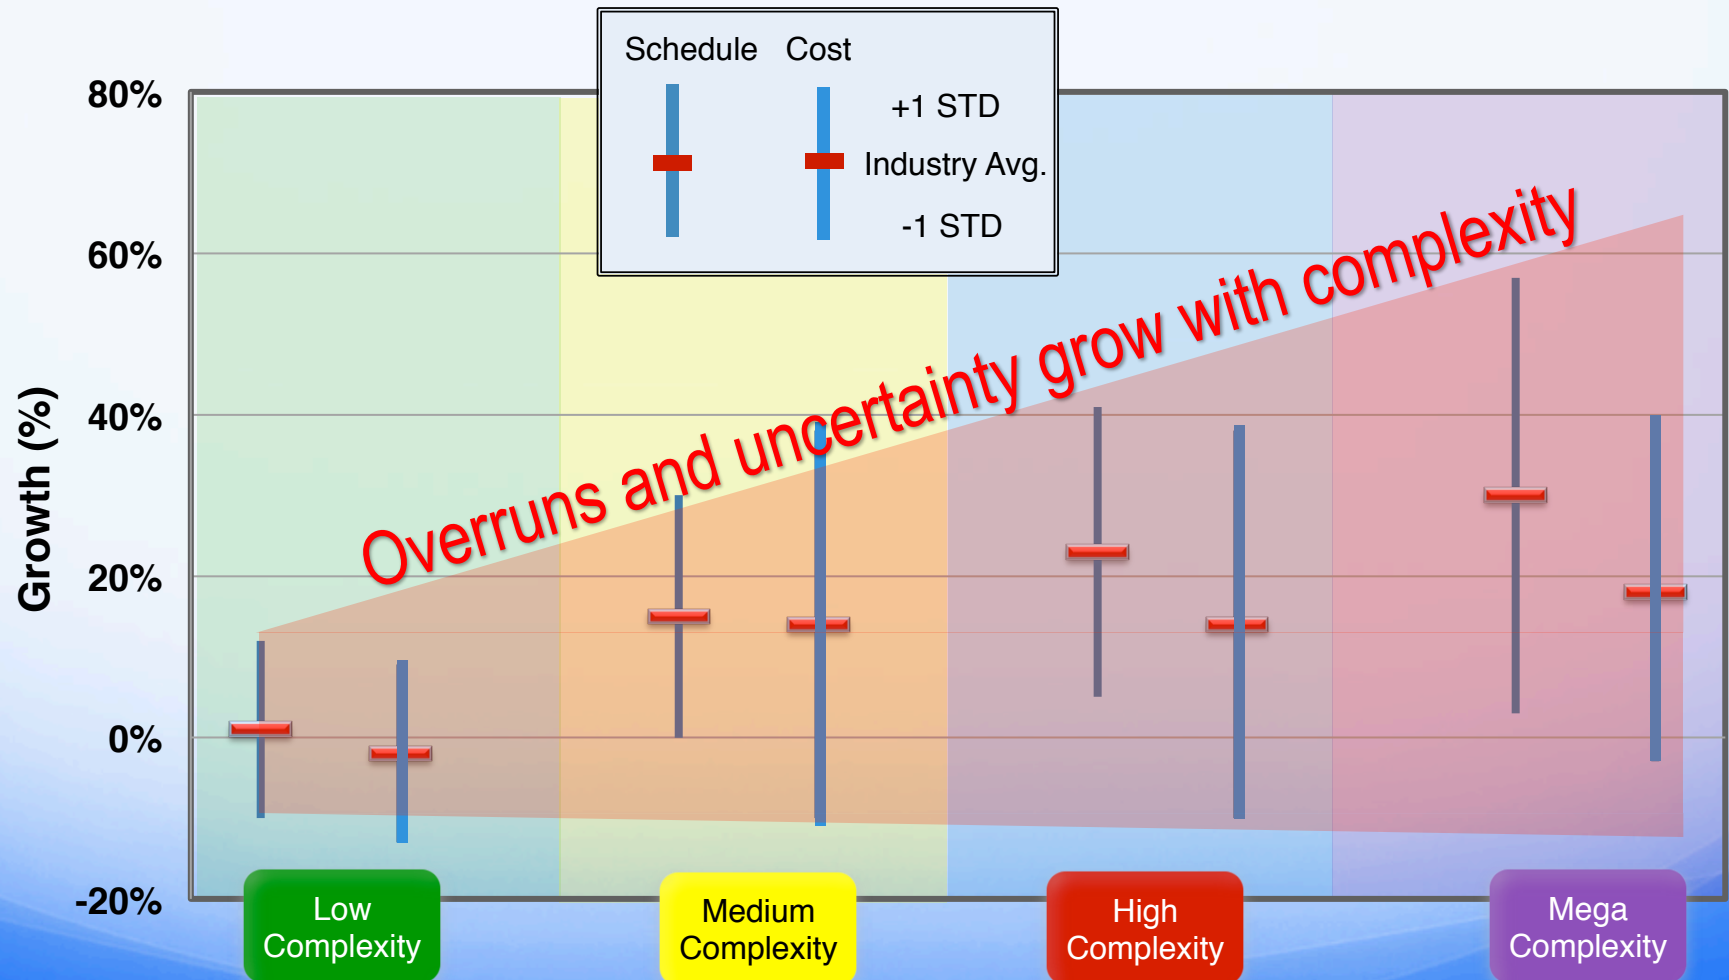 Schedule Cost
+1 STD
Industry Avg.
-1 STD
80%
60%
40%
20%
0%
-20%
Growth (%)
Overruns and uncertainty grow with complexity
Low
Complexity
Medium
Complexity
High
Complexity
Mega
Complexity